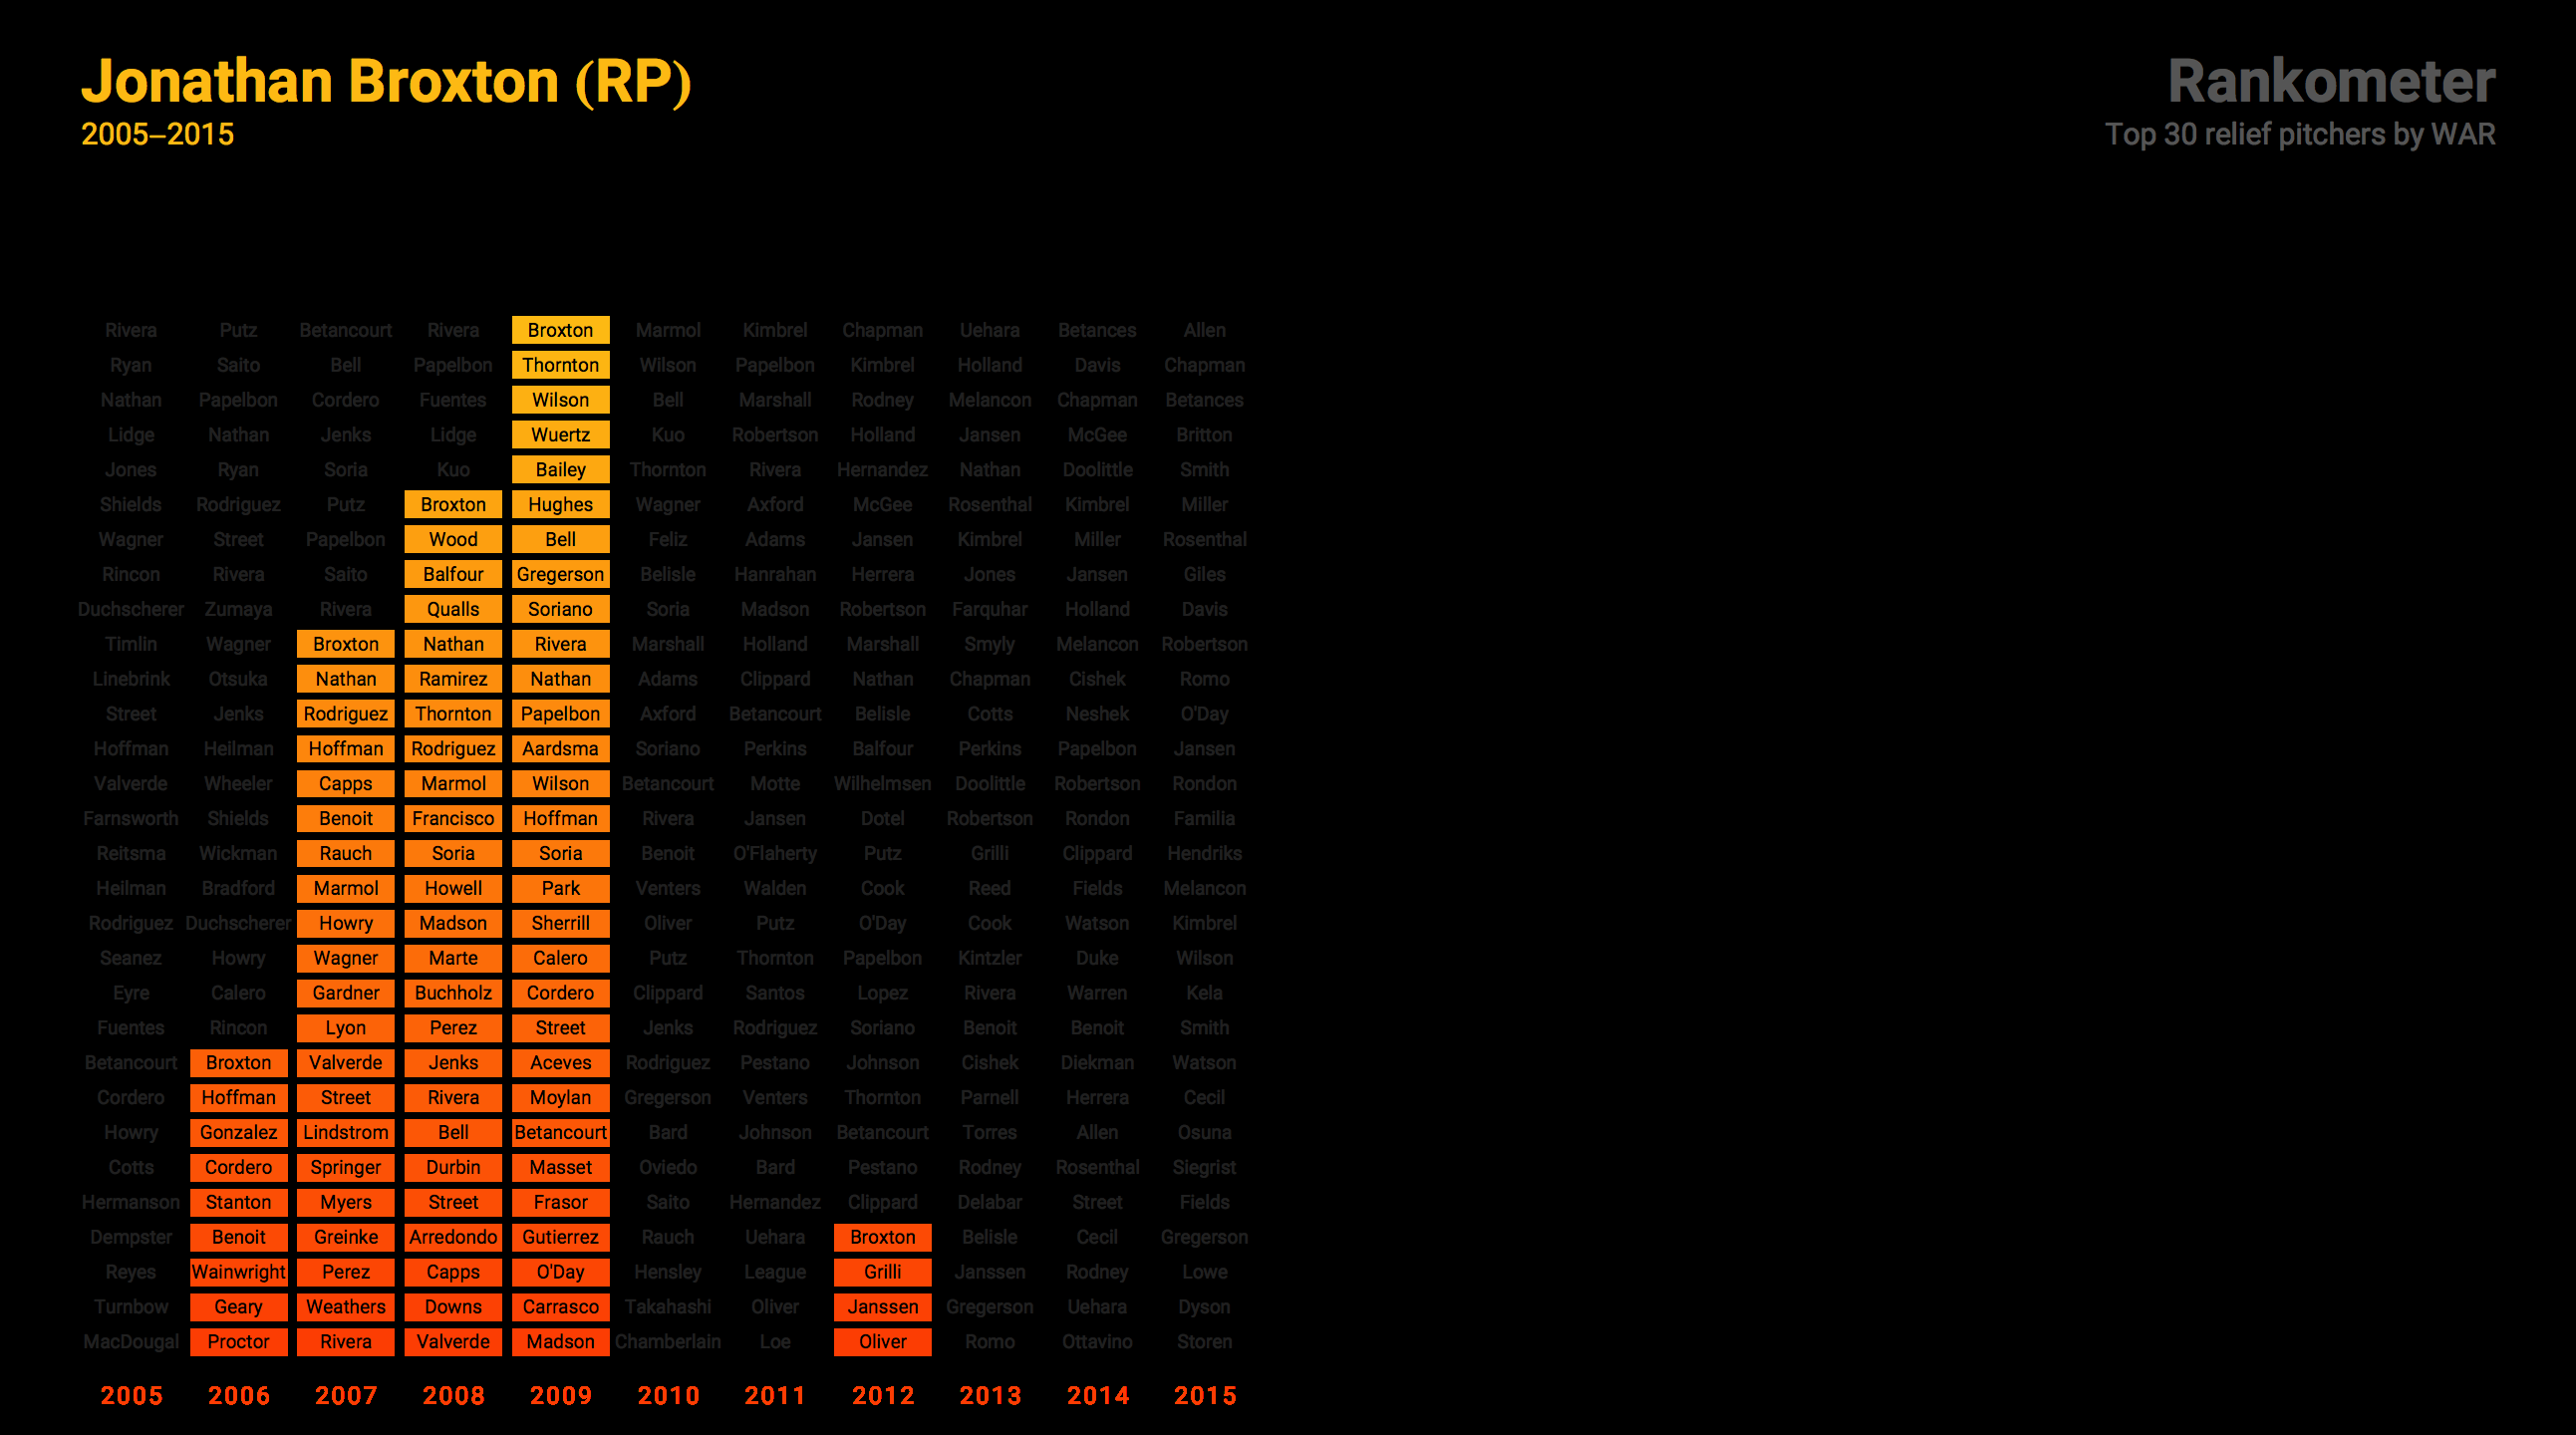 Jonathan Broxton (RP)
2005–2015
Rankometer
Top 30 relief pitchers by WAR
Rivera Putz Betancourt Rivera Broxton Marmol Kimbrel Chapman Uehara Betances Allen
Ryan Saito Bell Papelbon Thornton Wilson Papelbon Kimbrel Holland Davis Chapman
Nathan Papelbon Cordero Fuentes Wilson Bell Marshall Rodney Melancon Chapman Betances
Lidge Nathan Jenks Lidge Wuertz Kuo Robertson Holland Jansen McGee Britton
Jones Ryan Soria Kuo Bailey Thornton Rivera Hernandez Nathan Doolittle Smith
Shields Rodriguez Putz Broxton Hughes Wagner Axford McGee Rosenthal Kimbrel Miller
Wagner Street Papelbon Wood Bell Feliz Adams Jansen Kimbrel Miller Rosenthal
Rincon Rivera Saito Balfour Gregerson Belisle Hanrahan Herrera Jones Jansen Giles
Duchscherer Zumaya Rivera Qualls Soriano Soria Madson Robertson Farquhar Holland Davis
Timlin Wagner Broxton Nathan Rivera Marshall Holland Marshall Smyly Melancon Robertson
Linebrink Otsuka Nathan Ramirez Nathan Adams Clippard Nathan Chapman Cishek Romo
Street Jenks Rodriguez Thornton Papelbon Axford Betancourt Belisle Cotts Neshek O'Day
Hoffman Heilman Hoffman Rodriguez Aardsma Soriano Perkins Balfour Perkins Papelbon Jansen
Valverde Wheeler Capps Marmol Wilson Betancourt Motte Wilhelmsen Doolittle Robertson Rondon
Farnsworth Shields Benoit Francisco Hoffman Rivera Jansen Dotel Robertson Rondon Familia
Reitsma Wickman Rauch Soria Soria Benoit O'Flaherty Putz Grilli Clippard Hendriks
Heilman Bradford Marmol Howell Park Venters Walden Cook Reed Fields Melancon
Rodriguez Duchscherer Howry Madson Sherrill Oliver Putz O'Day Cook Watson Kimbrel
Seanez Howry Wagner Marte Calero Putz Thornton Papelbon Kintzler Duke Wilson
Eyre Calero Gardner Buchholz Cordero Clippard Santos Lopez Rivera Warren Kela
Fuentes Rincon Lyon Perez Street Jenks Rodriguez Soriano Benoit Benoit Smith
Betancourt Broxton Valverde Jenks Aceves Rodriguez Pestano Johnson Cishek Diekman Watson
Cordero Hoffman Street Rivera Moylan Gregerson Venters Thornton Parnell Herrera Cecil
Howry Gonzalez Lindstrom Bell Betancourt Bard Johnson Betancourt Torres Allen Osuna
Cotts Cordero Springer Durbin Masset Oviedo Bard Pestano Rodney Rosenthal Siegrist
Hermanson Stanton Myers Street Frasor Saito Hernandez Clippard Delabar Street Fields
Dempster Benoit Greinke Arredondo Gutierrez Rauch Uehara Broxton Belisle Cecil Gregerson
Reyes Wainwright Perez Capps O'Day Hensley League Grilli Janssen Rodney Lowe
Turnbow Geary Weathers Downs Carrasco Takahashi Oliver Janssen Gregerson Uehara Dyson
MacDougal Proctor Rivera Valverde Madson Chamberlain Loe Oliver Romo Ottavino Storen
2005 2006 2007 2008 2009 2010 2011 2012 2013 2014 2015